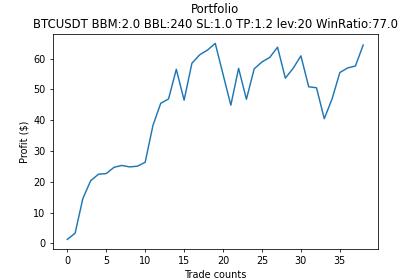 Portfolio
BTCUSDT BBM:2.0 BBL:240 SL:1.0 TP:1.2 lev:20 WinRatio:77.0
Profit ($)
60
50
40
30
20
10
0
0 5 10 15 20 25 30 35
Trade counts